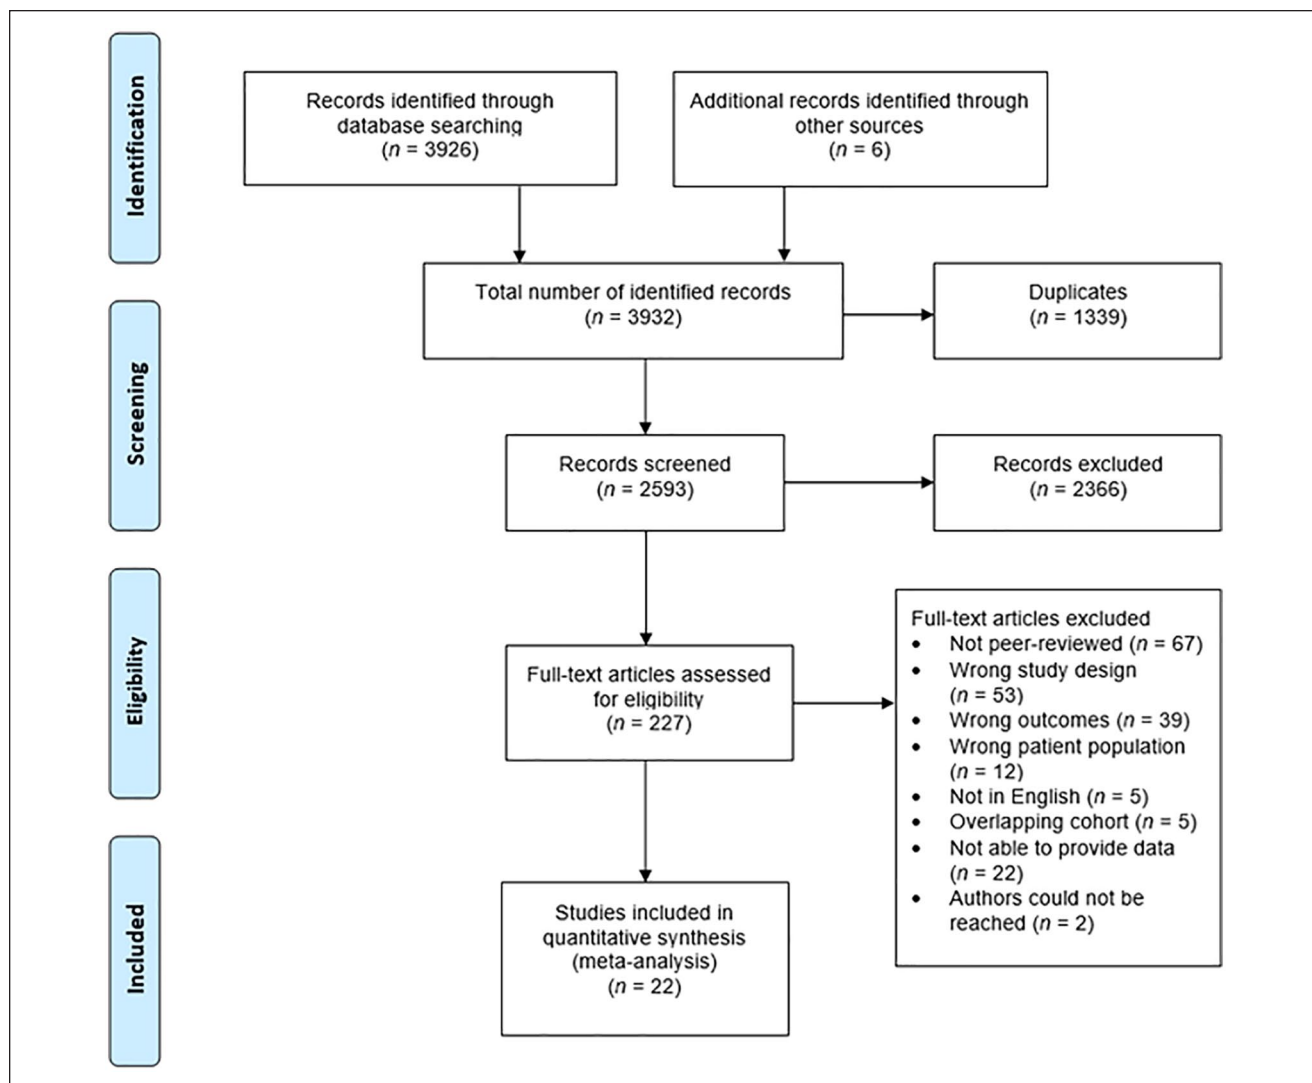 Identification
Records identified through
database searching
(n = 3926)
Additional records identified through
other sources
(n = 6)
Total number of identified records
(n = 3932)
Duplicates
(n = 1339)
Screening
Records screened
(n = 2593)
Records excluded
(n = 2366)
Eligibility
Full-text articles assessed
for eligibility
(n = 227)
Full-text articles excluded
• Not peer-reviewed (n = 67)
• Wrong study design
(n = 53)
• Wrong outcomes (n = 39)
• Wrong patient population
(n = 12)
• Not in English (n = 5)
• Overlapping cohort (n = 5)
• Not able to provide data
(n = 22)
• Authors could not be
reached (n = 2)
Included
Studies included in
quantitative synthesis
(meta-analysis)
(n = 22)